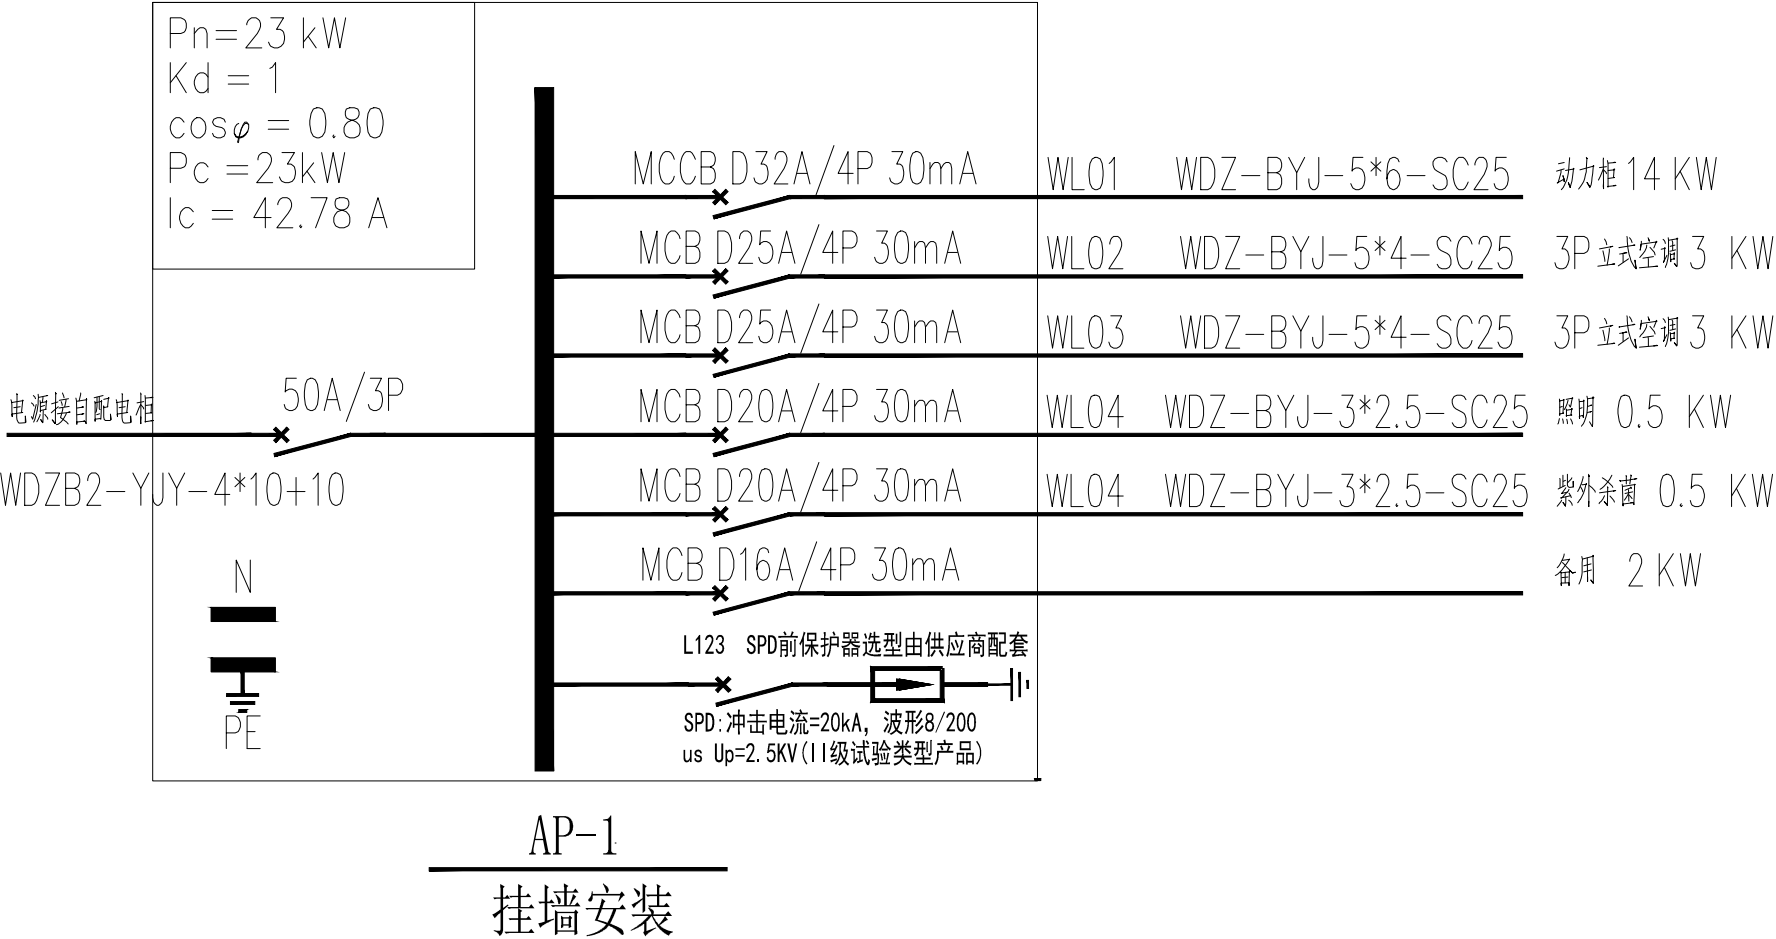 Pn=23 kW
Kd = 1
cosφ = 0.80
Pc =23kW
Ic = 42.78 A
MCCB D32A/4P 30mA WL01 WDZ-BYJ-5*6-SC25 动力柜 14 KW
MCB D25A/4P 30mA WL02 WDZ-BYJ-5*4-SC25 3P 立式空调 3 KW
MCB D25A/4P 30mA WL03 WDZ-BYJ-5*4-SC25 3P 立式空调 3 KW
电源接自配电柜 50A/3P
WDZB2-YJY-4*10+10
MCB D20A/4P 30mA WL04 WDZ-BYJ-3*2.5-SC25 照明 0.5 KW
MCB D20A/4P 30mA WL04 WDZ-BYJ-3*2.5-SC25 紫外杀菌 0.5 KW
MCB D16A/4P 30mA 备用 2 KW
N
PE
L123 SPD前保护器选型由供应商配套
SPD:冲击电流=20kA, 波形8/200
us Up=2.5KV(II级试验类型产品)
AP-1
挂墙安装